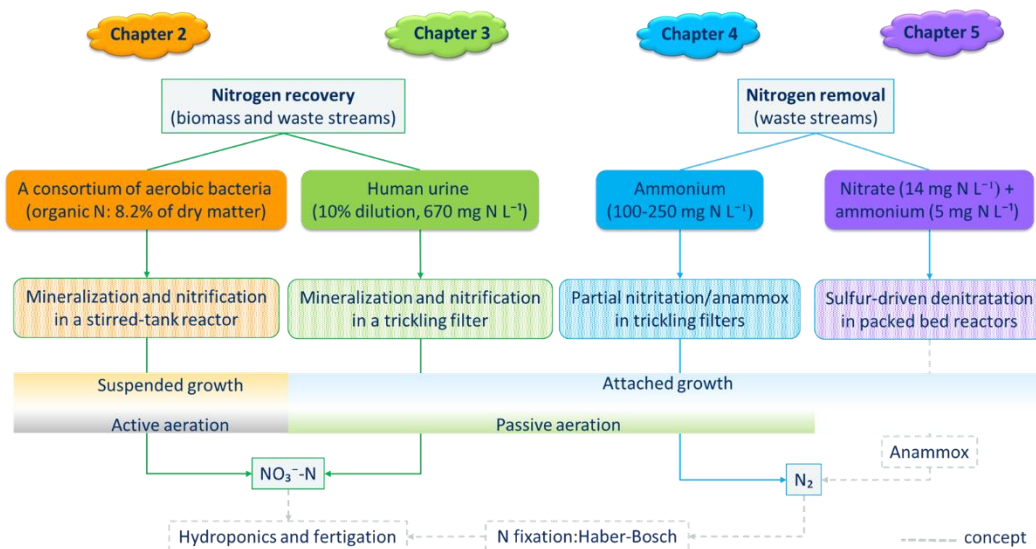 Chapter 2
Chapter 3
Chapter 4
Chapter 5
Nitrogen recovery
(biomass and waste streams)
Nitrogen removal
(waste streams)
A consortium of aerobic bacteria
(organic N: 8.2% of dry matter)
Human urine
(10% dilution, 670 mg N L⁻¹)
Ammonium
(100-250 mg N L⁻¹)
Nitrate (14 mg N L⁻¹) +
ammonium (5 mg N L⁻¹)
Mineralization and nitrification
in a stirred-tank reactor
Mineralization and nitrification
in a trickling filter
Partial nitritation/anammox
in trickling filters
Sulfur-driven denitratation
in packed bed reactors
Suspended growth
Attached growth
Active aeration
Passive aeration
Anammox
NO₃⁻-N
N₂
Hydroponics and fertigation
N fixation:Haber-Bosch
concept